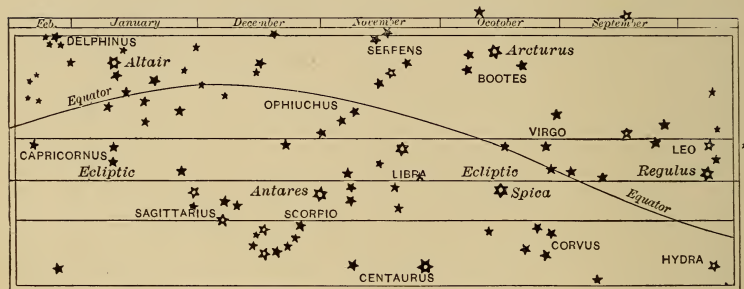 Feb. January December November Ocotober September
DELPHINUS SERPENS Arcturus
Altair BOOTES
Equator OPHIUCHUS
VIRGO
CAPRICORNUS LIBRA LEO
Ecliptic Ecliptic Regulus
Antares Spica Equator
SAGITTARIUS SCORPIO
CORVUS
CENTAURUS HYDRA